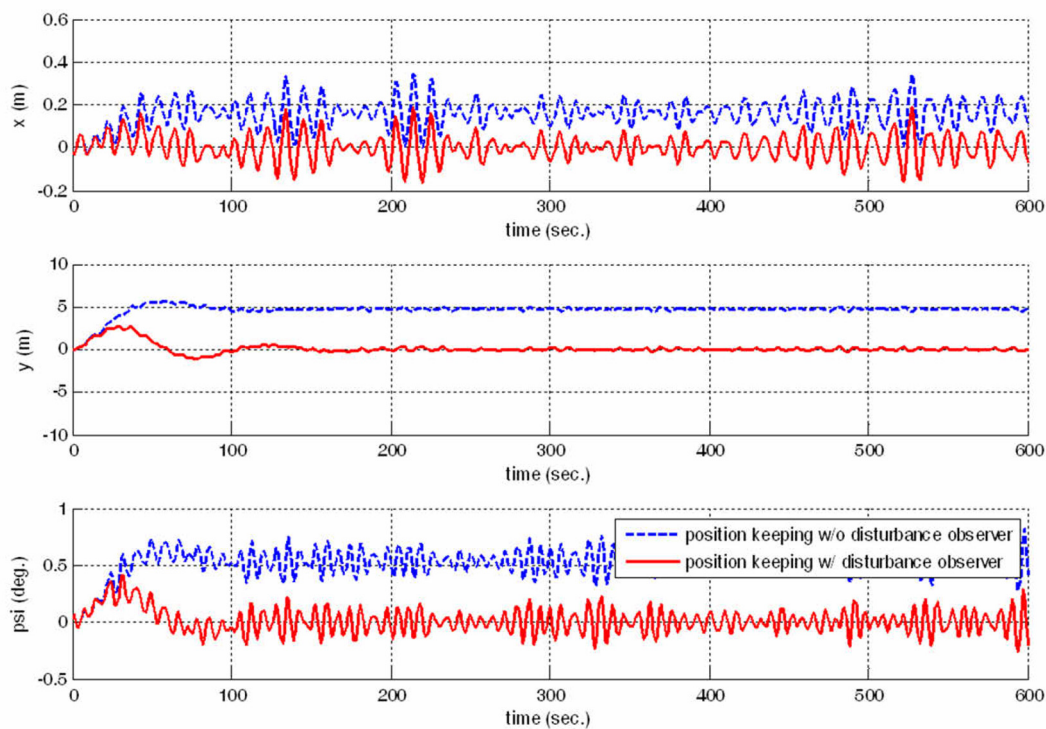 0.6
0.4
0.2
0
-0.2
x (m)
0 100 200 300 400 500 600
time (sec.)
10
5
0
-5
-10
y (m)
0 100 200 300 400 500 600
time (sec.)
1
0.5
0
-0.5
psi (deg.)
position keeping w/o disturbance observer
position keeping w/ disturbance observer
0 100 200 300 400 500 600
time (sec.)